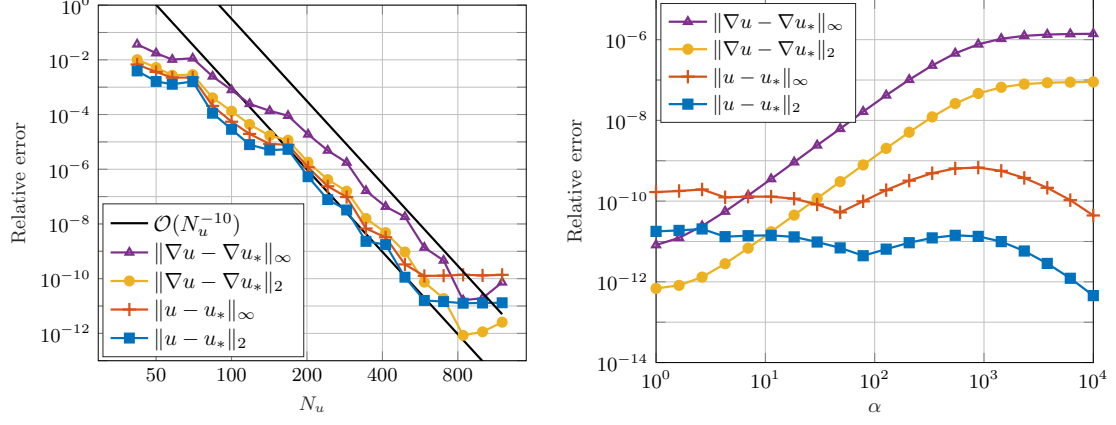 10^0
10^{-2}
10^{-4}
10^{-6}
10^{-8}
10^{-10}
10^{-12}
Relative error
50 100 200 400 800
N_u
O(N_u^{-10})
‖∇u − ∇u_*‖_∞
‖∇u − ∇u_*‖_2
‖u − u_*‖_∞
‖u − u_*‖_2
‖∇u − ∇u_*‖_∞
‖∇u − ∇u_*‖_2
‖u − u_*‖_∞
‖u − u_*‖_2
10^{-6}
10^{-8}
10^{-10}
10^{-12}
10^{-14}
Relative error
10^0 10^1 10^2 10^3 10^4
α